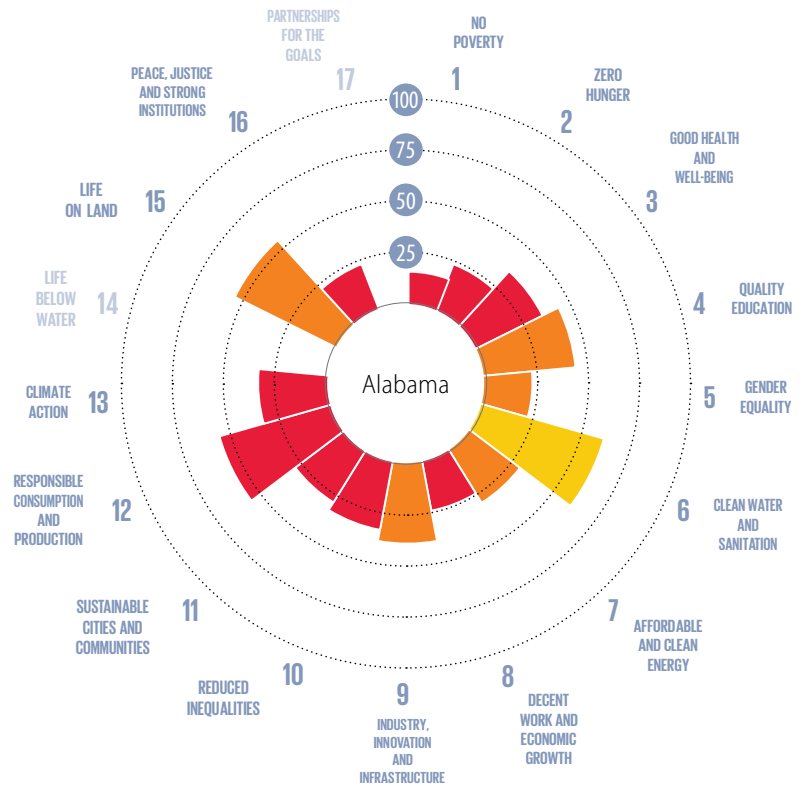 NO
POVERTY
1
ZERO
HUNGER
2
GOOD HEALTH
AND
WELL-BEING
3
4
QUALITY
EDUCATION
5
GENDER
EQUALITY
6
CLEAN WATER
AND
SANITATION
7
AFFORDABLE
AND CLEAN
ENERGY
8
DECENT
WORK AND
ECONOMIC
GROWTH
9
INDUSTRY,
INNOVATION
AND
INFRASTRUCTURE
10
REDUCED
INEQUALITIES
11
SUSTAINABLE
CITIES AND
COMMUNITIES
RESPONSIBLE
CONSUMPTION
AND
PRODUCTION
12
CLIMATE
ACTION
13
LIFE
BELOW
WATER
14
LIFE
ON LAND
15
PEACE, JUSTICE
AND STRONG
INSTITUTIONS
16
PARTNERSHIPS
FOR THE
GOALS
17
100
75
50
25
Alabama